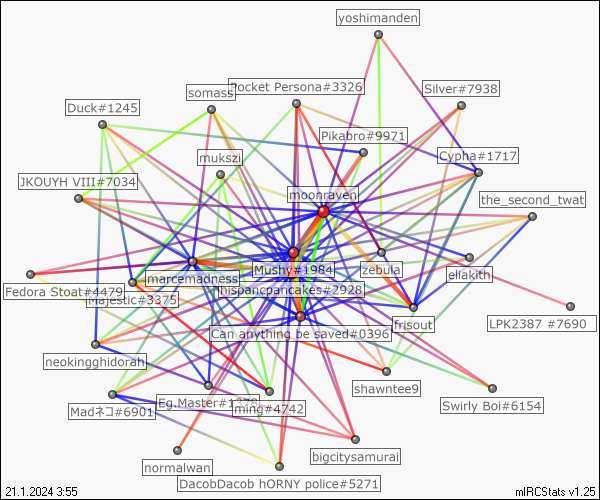 yoshimanden
somass
Pocket Persona#3326
Silver#7938
Duck#1245
Pikabro#9971
mukszi
Cypha#1717
JKOUYH VIII#7034
moonraven
the_second_twat
Mushy#1984
zebula
eliakith
marcemadness
Fedora Stoat#4479
hispancpancakes#2928
Majestic#3375
LPK2387 #7690
frisout
Can anything be saved#0396
neokingghidorah
shawntee9
Swirly Boi#6154
Madネコ#6901
Eg.Master#1378
ming#4742
bigcitysamurai
normalwan
DacobDacob hORNY police#5271
21.1.2024 3:55
mIRCStats v1.25